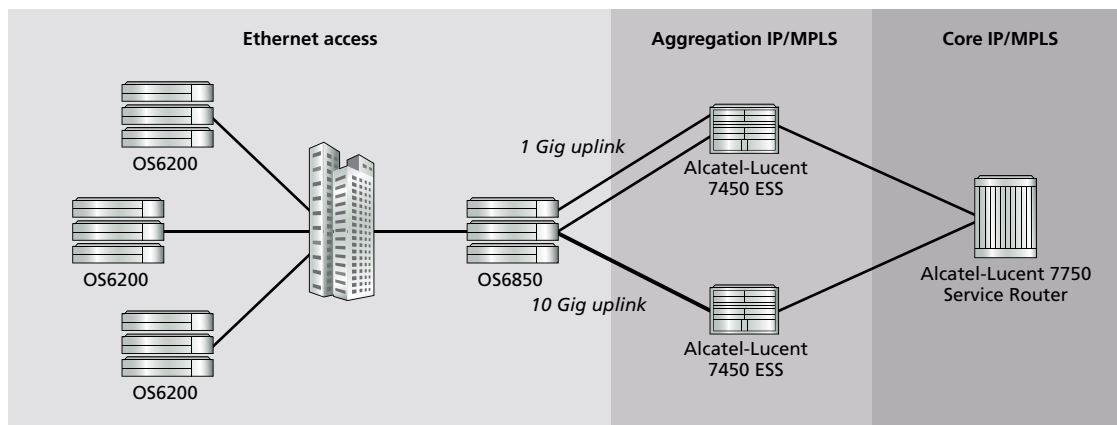 Ethernet access
Aggregation IP/MPLS
Core IP/MPLS
OS6200
OS6200
OS6200
1 Gig uplink
OS6850
10 Gig uplink
Alcatel-Lucent
7450 ESS
Alcatel-Lucent
7450 ESS
Alcatel-Lucent 7750
Service Router